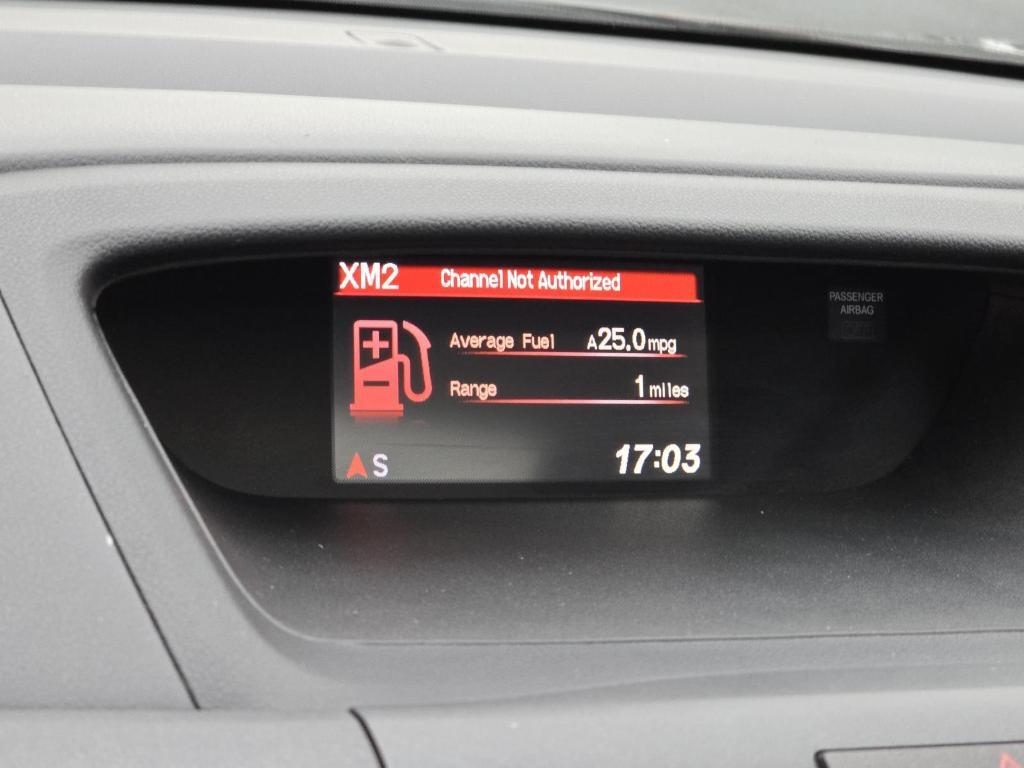 XM2 Channel Not Authorized
PASSENGER
AIRBAG
Average Fuel A25.0mpg
Range 1 miles
S 17:03